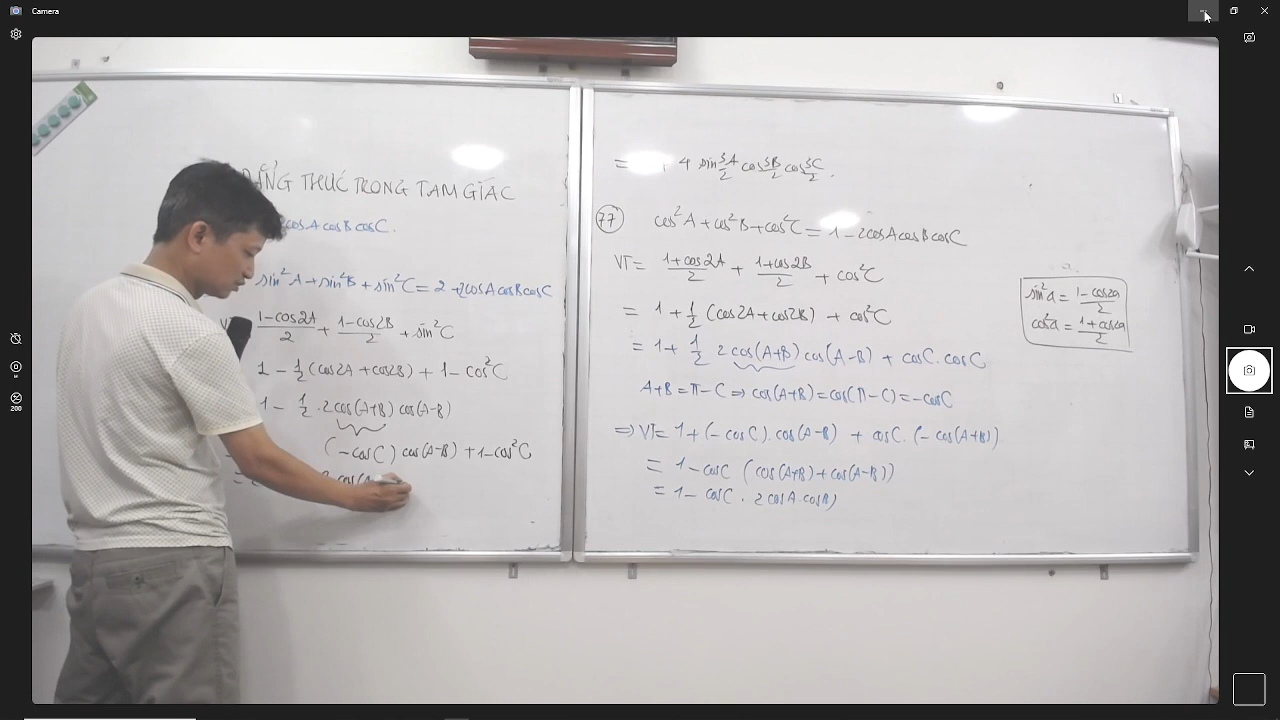 Camera
ĐẲNG THỨC TRONG TAM GIÁC
cosA cosB cosC.
sin²A + sin²B + sin²C = 2 + 2cosA cosB cosC
(1-cos2A)/2 + (1-cos2B)/2 + sin²C
1 - 1/2 (cos2A + cos2B) + 1 - cos²C
1 - 1/2 . 2cos(A+B) cos(A-B)
(-cosC) cos(A-B) + 1 - cos²C
=
= 4 sin 3A/2 cos 3B/2 cos 3C/2 .
77 cos²A + cos²B + cos²C = 1 - 2cosA cosB cosC
VT = (1+cos2A)/2 + (1+cos2B)/2 + cos²C
= 1 + 1/2 (cos2A + cos2B) + cos²C
= 1 + 1/2 2cos(A+B) cos(A-B) + cosC . cosC
A+B = π - C ⇒ cos(A+B) = cos(π - C) = -cosC
⇒ VT = 1 + (-cosC) . cos(A-B) + cosC . (-cos(A+B))
= 1 - cosC (cos(A+B) + cos(A-B))
= 1 - cosC . 2cosA . cosB
sin²a = (1-cos2a)/2
cos²a = (1+cos2a)/2
200